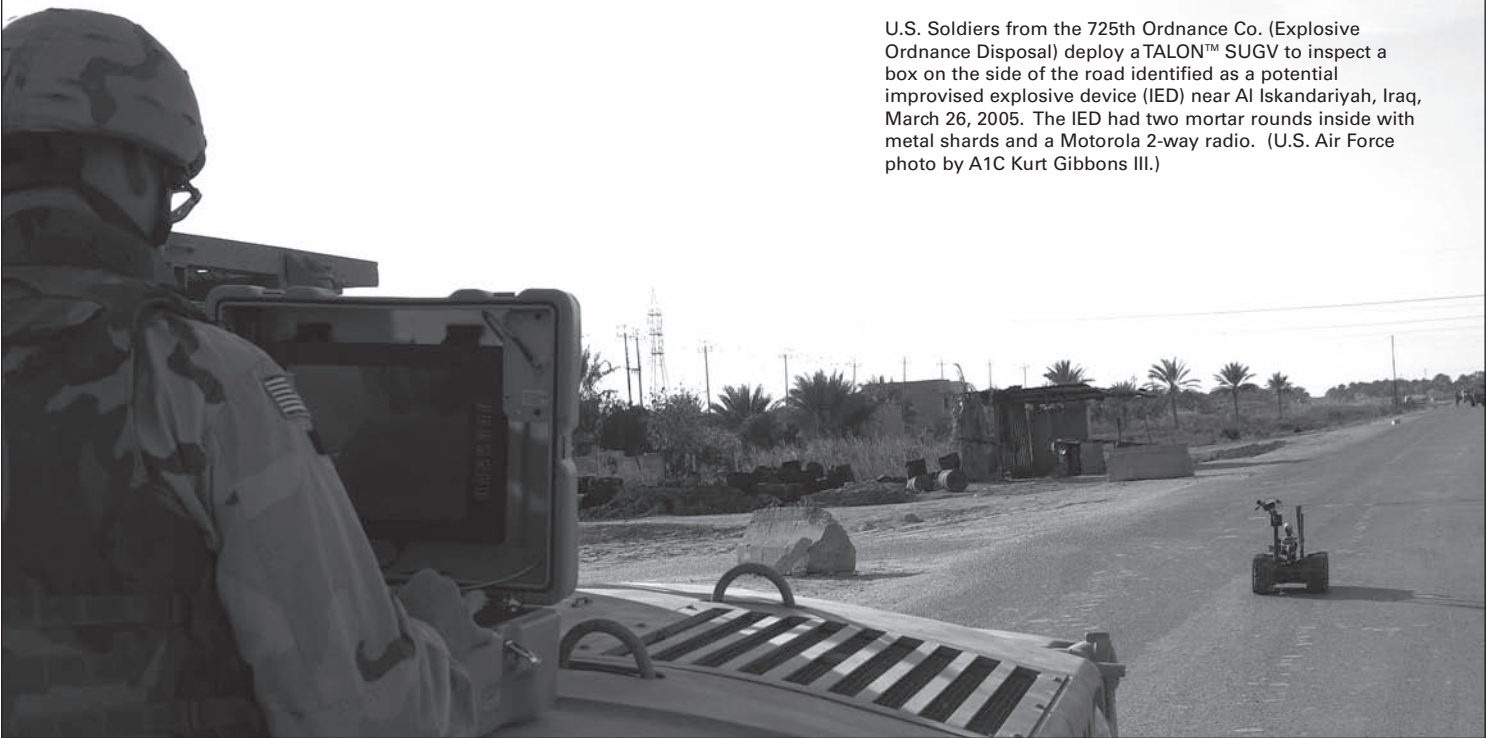 U.S. Soldiers from the 725th Ordnance Co. (Explosive
Ordnance Disposal) deploy a TALON™ SUGV to inspect a
box on the side of the road identified as a potential
improvised explosive device (IED) near Al Iskandariyah, Iraq,
March 26, 2005.  The IED had two mortar rounds inside with
metal shards and a Motorola 2-way radio.  (U.S. Air Force
photo by A1C Kurt Gibbons III.)